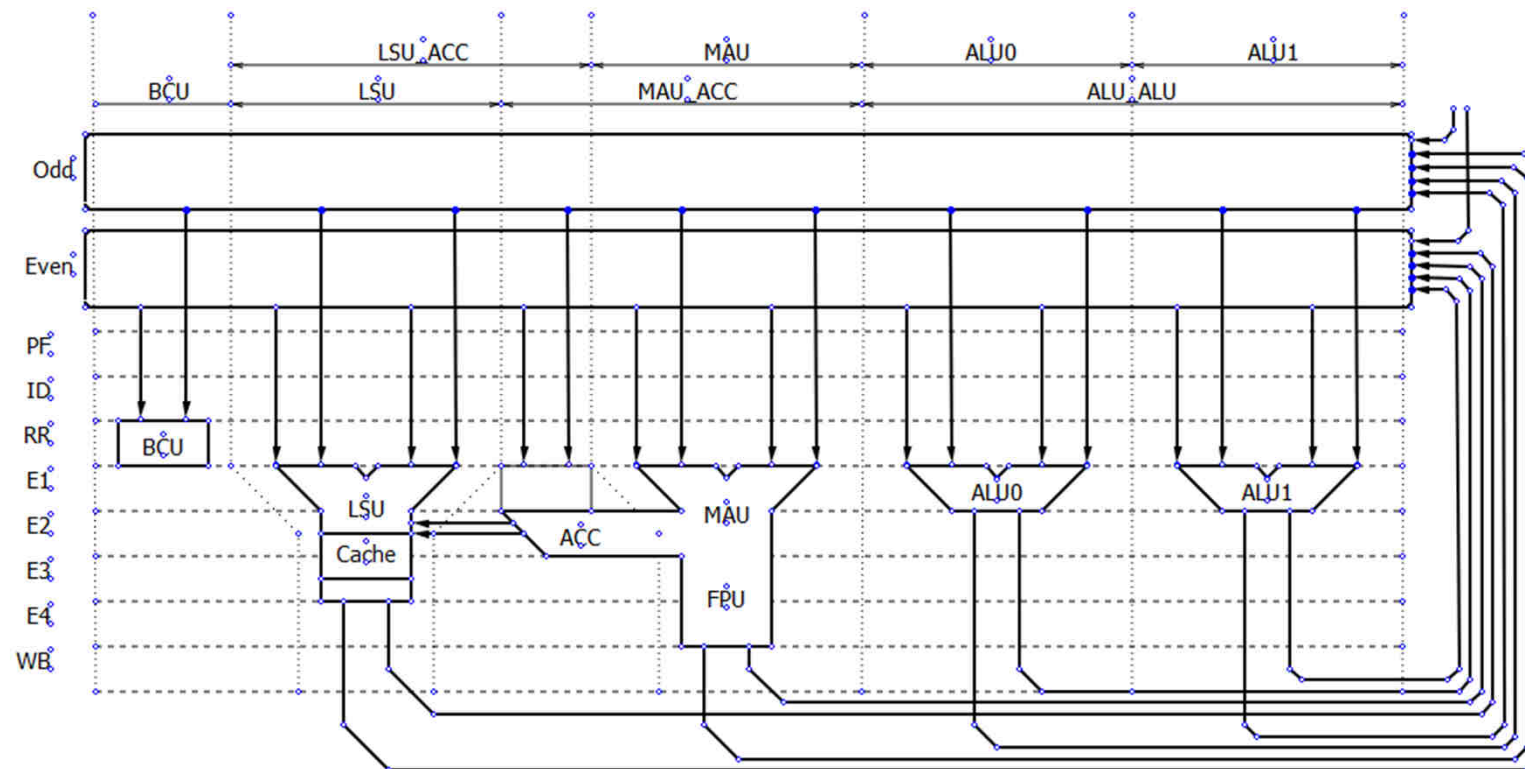 LSU_ACC MAU ALU0 ALU1
BCU LSU MAU_ACC ALU_ALU
Odd
Even
PF
ID
RR BCU
E1 LSU MAU ALU0 ALU1
E2 ACC
Cache
E3
FPU
E4
WB